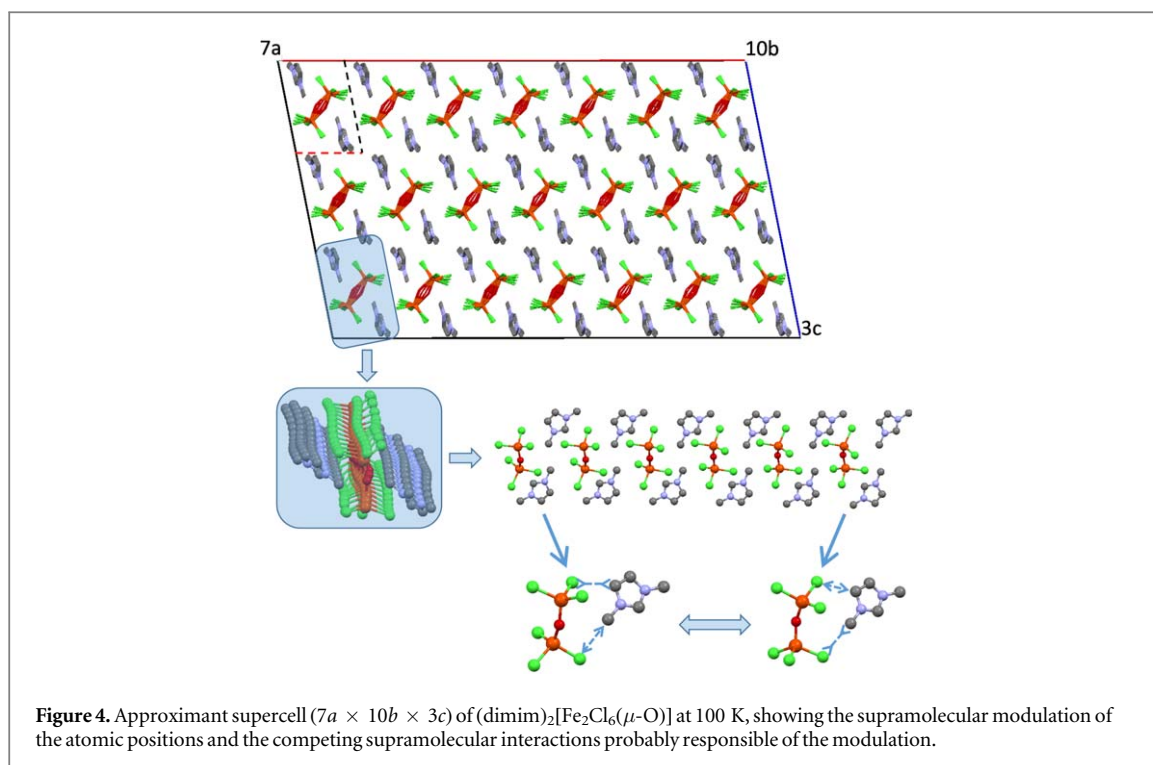 7a 10b
3c
Figure 4. Approximant supercell (7a × 10b × 3c) of (dimim)₂[Fe₂Cl₆(μ-O)] at 100 K, showing the supramolecular modulation of
the atomic positions and the competing supramolecular interactions probably responsible of the modulation.